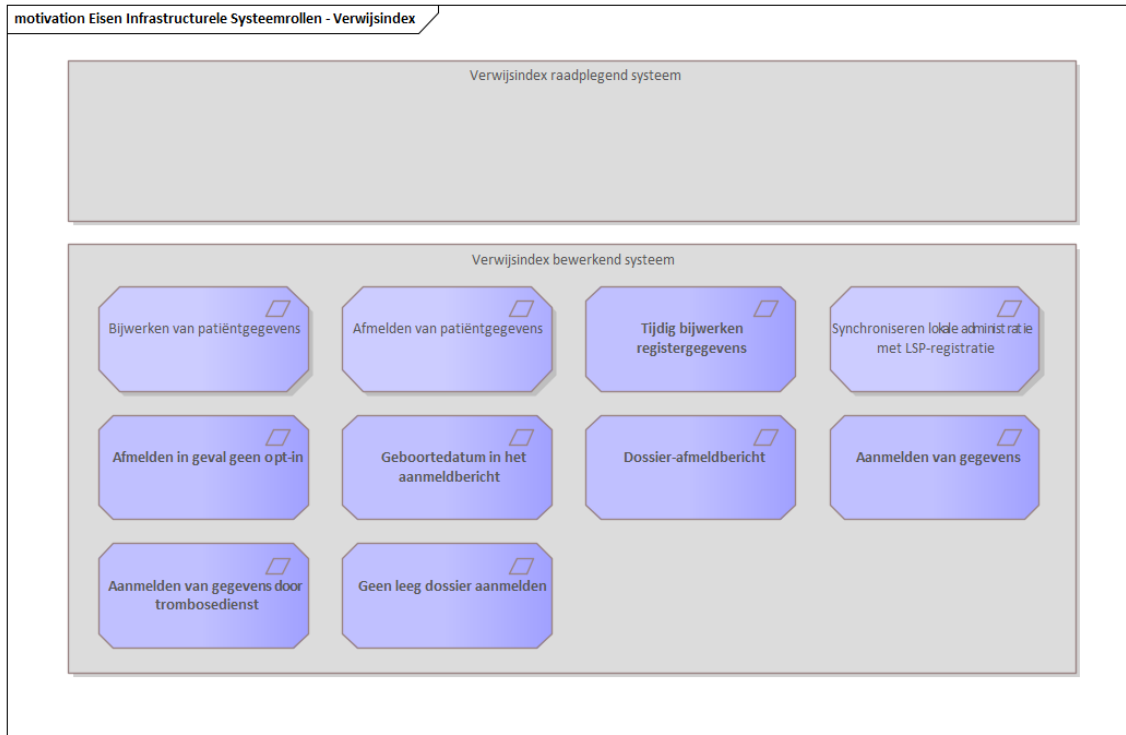 motivation Eisen Infrastructurele Systeemrollen - Verwijsindex
Verwijsindex raadplegend systeem
Verwijsindex bewerkend systeem
Bijwerken van patiëntgegevens
Afmelden van patiëntgegevens
Tijdig bijwerken
registergegevens
Synchroniseren lokale administratie
met LSP-registratie
Afmelden in geval geen opt-in
Geboortedatum in het
aanmeldbericht
Dossier-afmeldbericht
Aanmelden van gegevens
Aanmelden van gegevens door
trombosedienst
Geen leeg dossier aanmelden